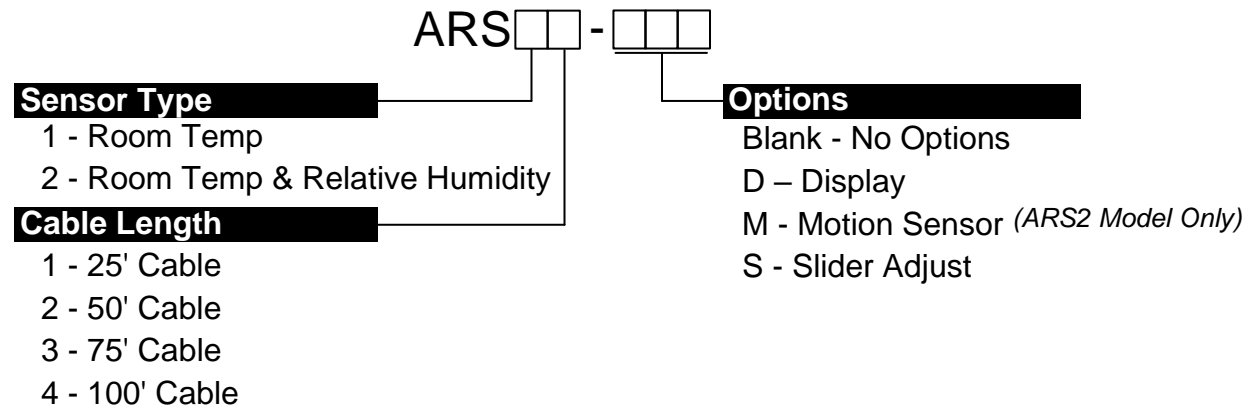 ARS -
Sensor Type
1 - Room Temp
2 - Room Temp & Relative Humidity
Cable Length
1 - 25' Cable
2 - 50' Cable
3 - 75' Cable
4 - 100' Cable
Options
Blank - No Options
D – Display
M - Motion Sensor (ARS2 Model Only)
S - Slider Adjust